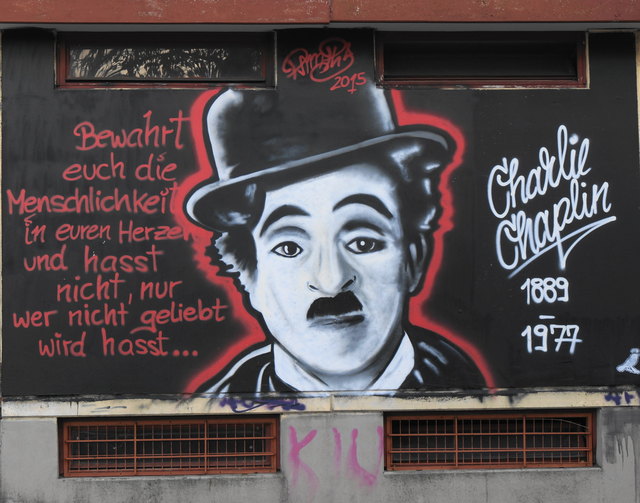 2015
Bewahrt
euch die
Menschlichkeit
in euren Herzen
und hasst
nicht, nur
wer nicht geliebt
wird hasst...
Charlie
Chaplin
1889
-
1977